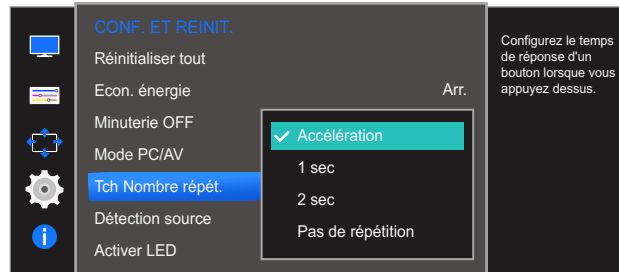 CONF. ET REINIT.
Réinitialiser tout
Econ. énergie Arr.
Minuterie OFF
Mode PC/AV
Tch Nombre répét.
Détection source
Activer LED
Accélération
1 sec
2 sec
Pas de répétition
Configurez le temps
de réponse d'un
bouton lorsque vous
appuyez dessus.